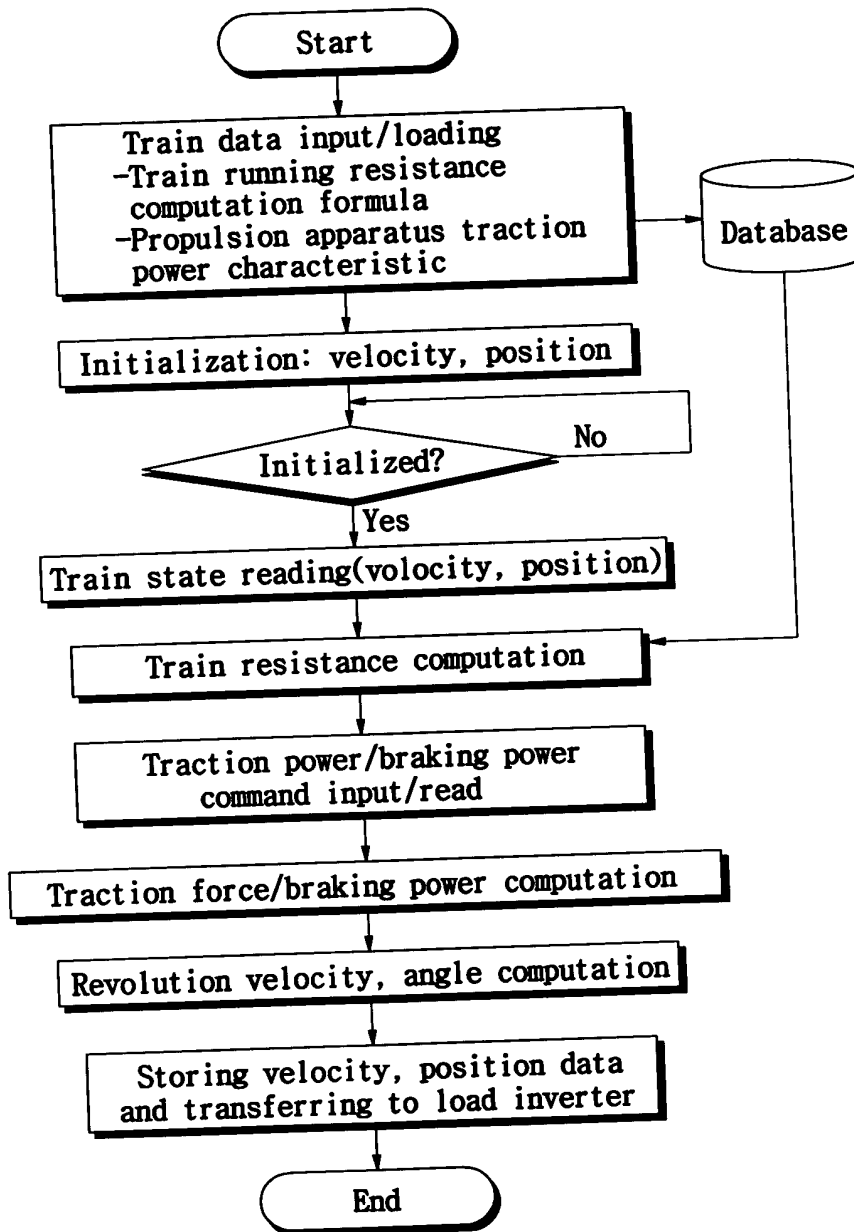 Start
Train data input/loading
-Train running resistance
computation formula
-Propulsion apparatus traction
power characteristic
Database
Initialization: velocity, position
No
Initialized?
Yes
Train state reading(volocity, position)
Train resistance computation
Traction power/braking power
command input/read
Traction force/braking power computation
Revolution velocity, angle computation
Storing velocity, position data
and transferring to load inverter
End